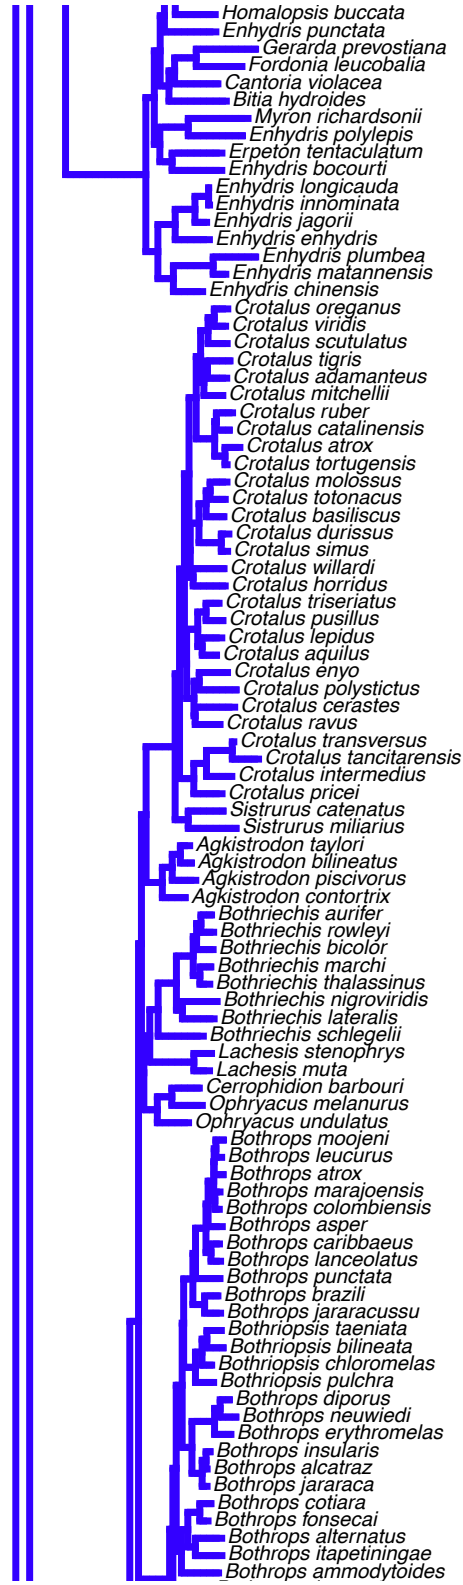 Homalopsis buccata
Enhydris punctata
Gerarda prevostiana
Fordonia leucobalia
Cantoria violacea
Bitia hydroides
Myron richardsonii
Enhydris polylepis
Erpeton tentaculatum
Enhydris bocourti
Enhydris longicauda
Enhydris innominata
Enhydris jagorii
Enhydris enhydris
Enhydris plumbea
Enhydris matannensis
Enhydris chinensis
Crotalus oreganus
Crotalus viridis
Crotalus scutulatus
Crotalus tigris
Crotalus adamanteus
Crotalus mitchellii
Crotalus ruber
Crotalus catalinensis
Crotalus atrox
Crotalus tortugensis
Crotalus molossus
Crotalus totonacus
Crotalus basiliscus
Crotalus durissus
Crotalus simus
Crotalus willardi
Crotalus horridus
Crotalus triseriatus
Crotalus pusillus
Crotalus lepidus
Crotalus aquilus
Crotalus enyo
Crotalus polystictus
Crotalus cerastes
Crotalus ravus
Crotalus transversus
Crotalus tancitarensis
Crotalus intermedius
Crotalus pricei
Sistrurus catenatus
Sistrurus miliarius
Agkistrodon taylori
Agkistrodon bilineatus
Agkistrodon piscivorus
Agkistrodon contortrix
Bothriechis aurifer
Bothriechis rowleyi
Bothriechis bicolor
Bothriechis marchi
Bothriechis thalassinus
Bothriechis nigroviridis
Bothriechis lateralis
Bothriechis schlegelii
Lachesis stenophrys
Lachesis muta
Cerrophidion barbouri
Ophryacus melanurus
Ophryacus undulatus
Bothrops moojeni
Bothrops leucurus
Bothrops atrox
Bothrops marajoensis
Bothrops colombiensis
Bothrops asper
Bothrops caribbaeus
Bothrops lanceolatus
Bothrops punctata
Bothrops brazili
Bothrops jararacussu
Bothriopsis taeniata
Bothriopsis bilineata
Bothriopsis chloromelas
Bothriopsis pulchra
Bothrops diporus
Bothrops neuwiedi
Bothrops erythromelas
Bothrops insularis
Bothrops alcatraz
Bothrops jararaca
Bothrops cotiara
Bothrops fonsecai
Bothrops alternatus
Bothrops itapetiningae
Bothrops ammodytoides